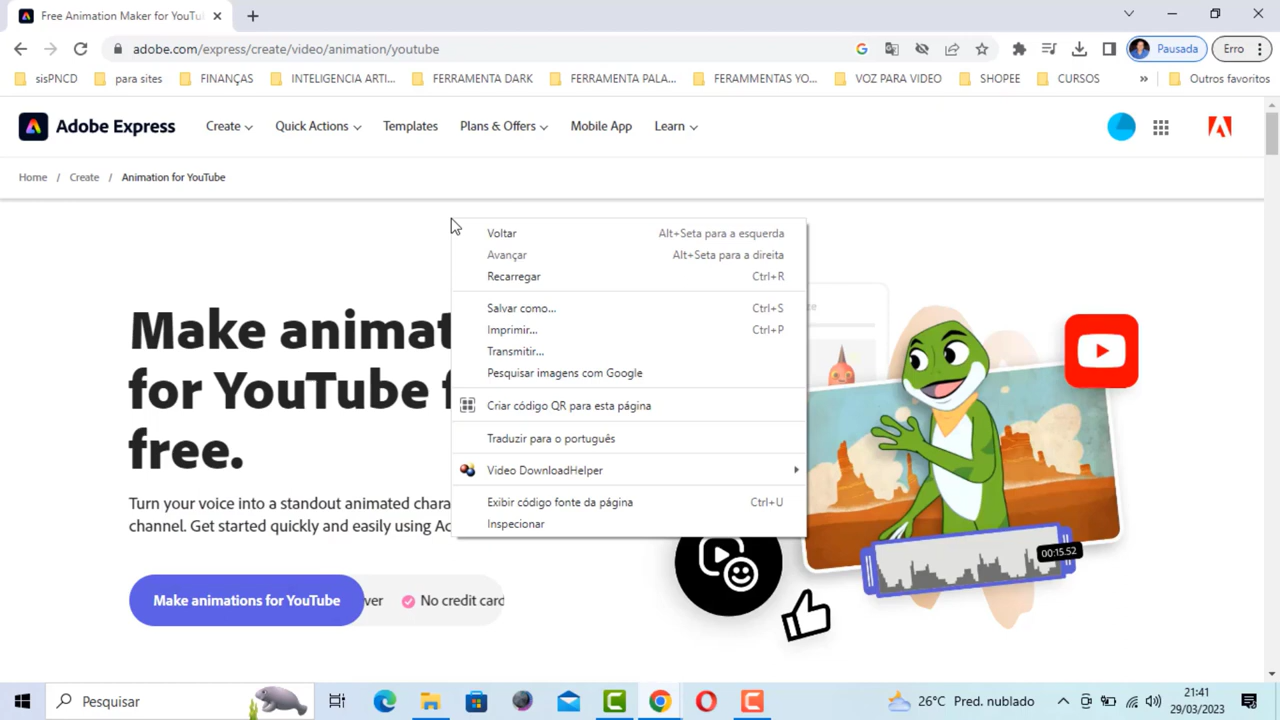 Free Animation Maker for YouTu
adobe.com/express/create/video/animation/youtube
Pausada
Erro
sisPNCD
para sites
FINANÇAS
INTELIGENCIA ARTI...
FERRAMENTA DARK
FERRAMENTA PALA...
FERAMMENTAS YO...
VOZ PARA VIDEO
SHOPEE
CURSOS
»
Outros favoritos
Adobe Express
Create
Quick Actions
Templates
Plans & Offers
Mobile App
Learn
Home / Create / Animation for YouTube
Voltar Alt+Seta para a esquerda
Avançar Alt+Seta para a direita
Recarregar Ctrl+R
Salvar como... Ctrl+S
Imprimir... Ctrl+P
Transmitir...
Pesquisar imagens com Google
Criar código QR para esta página
Traduzir para o português
Video DownloadHelper
Exibir código fonte da página Ctrl+U
Inspecionar
Make animat
for YouTube f
free.
Turn your voice into a standout animated chara
channel. Get started quickly and easily using Ad
Make animations for YouTube
ver
No credit card
00:15.52
Pesquisar
26°C Pred. nublado
21:41
29/03/2023